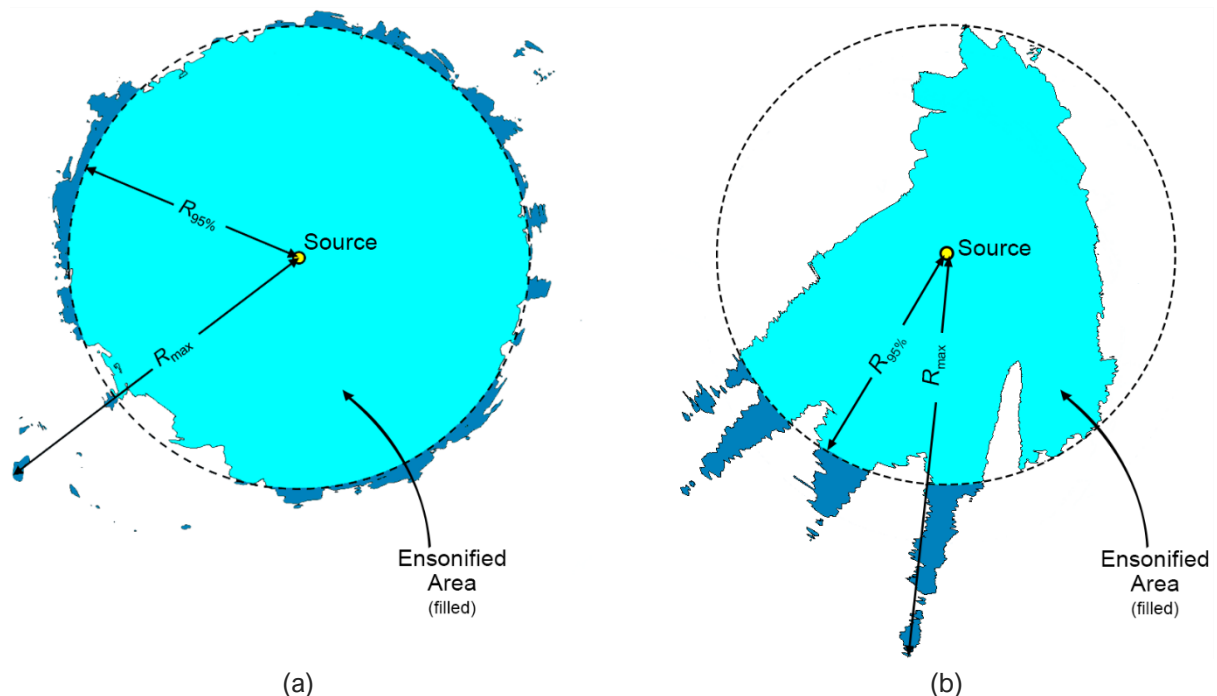 R95%
Source
Rmax
Ensonified
Area
(filled)
(a)
Source
R95%
Rmax
Ensonified
Area
(filled)
(b)